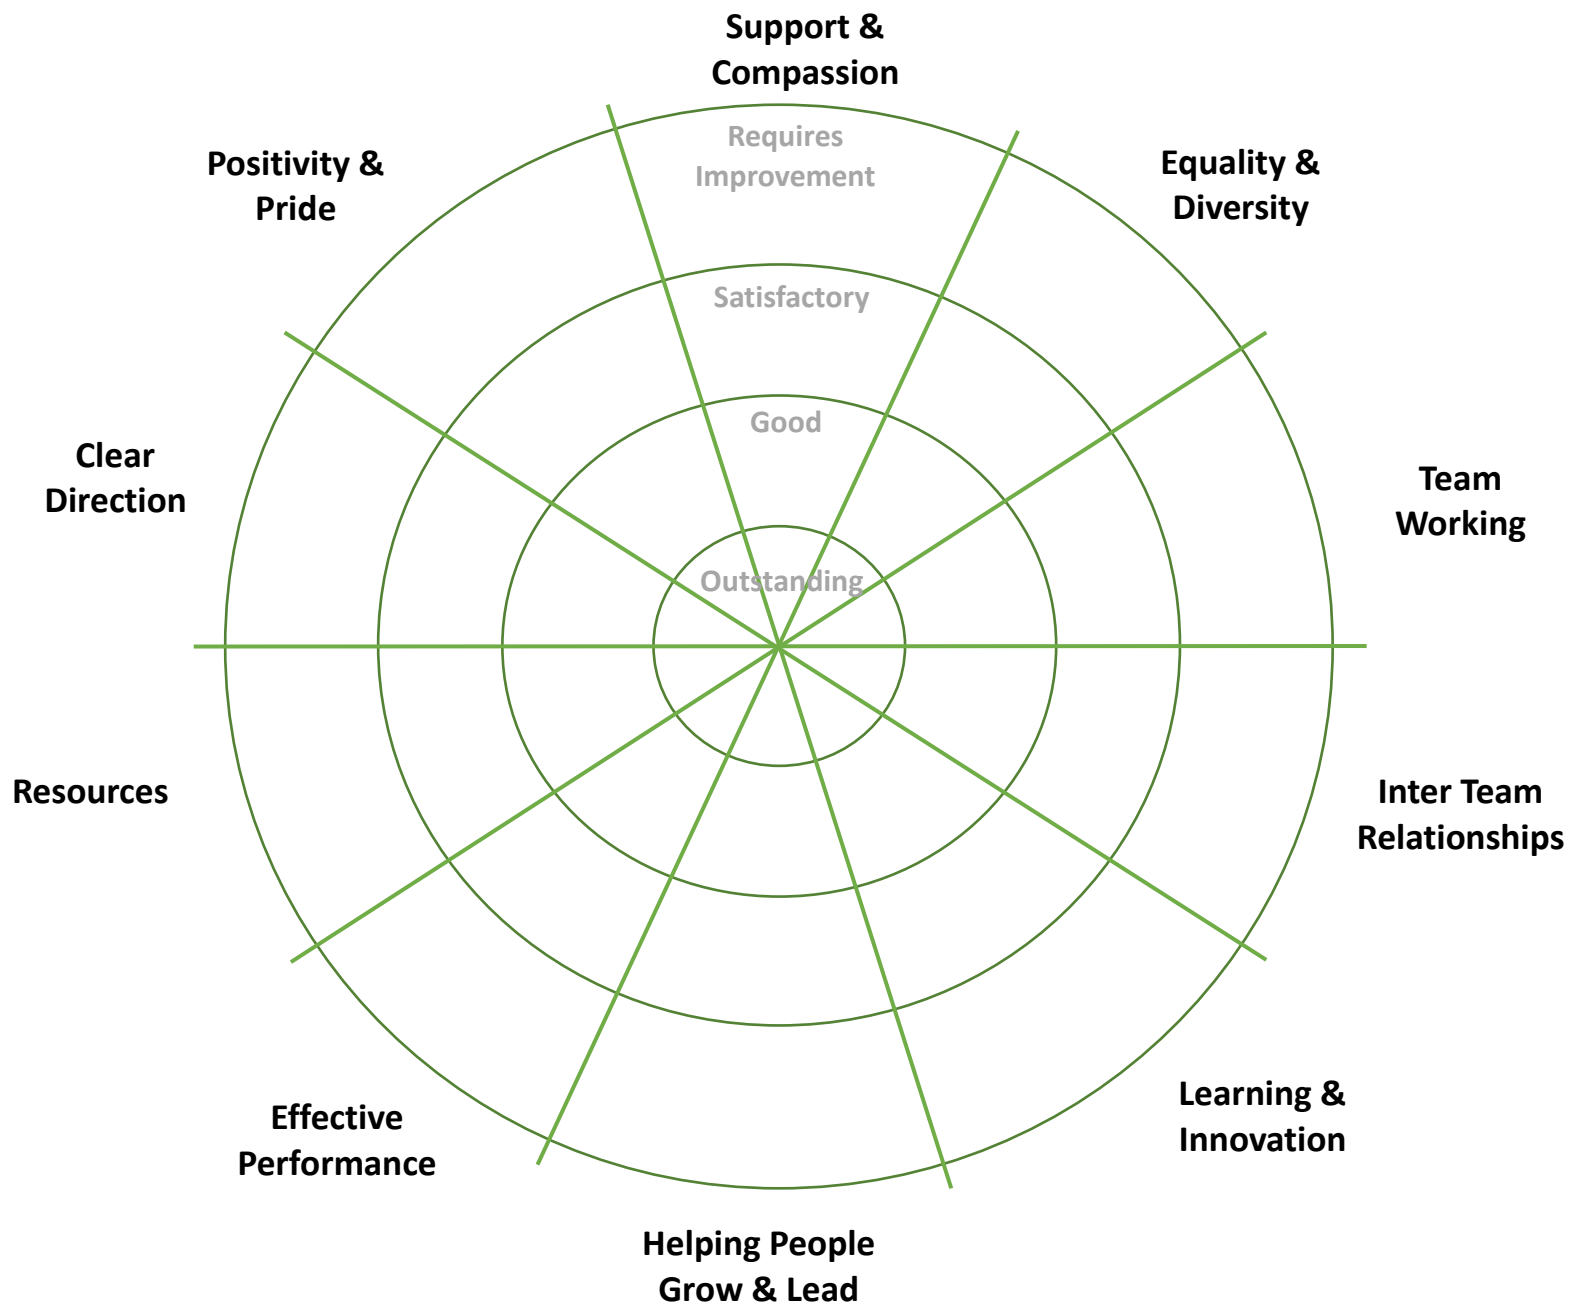 Support &
Compassion
Requires
Improvement
Positivity &
Pride
Equality &
Diversity
Satisfactory
Good
Clear
Direction
Team
Working
Outstanding
Resources
Inter Team
Relationships
Learning &
Innovation
Effective
Performance
Helping People
Grow & Lead